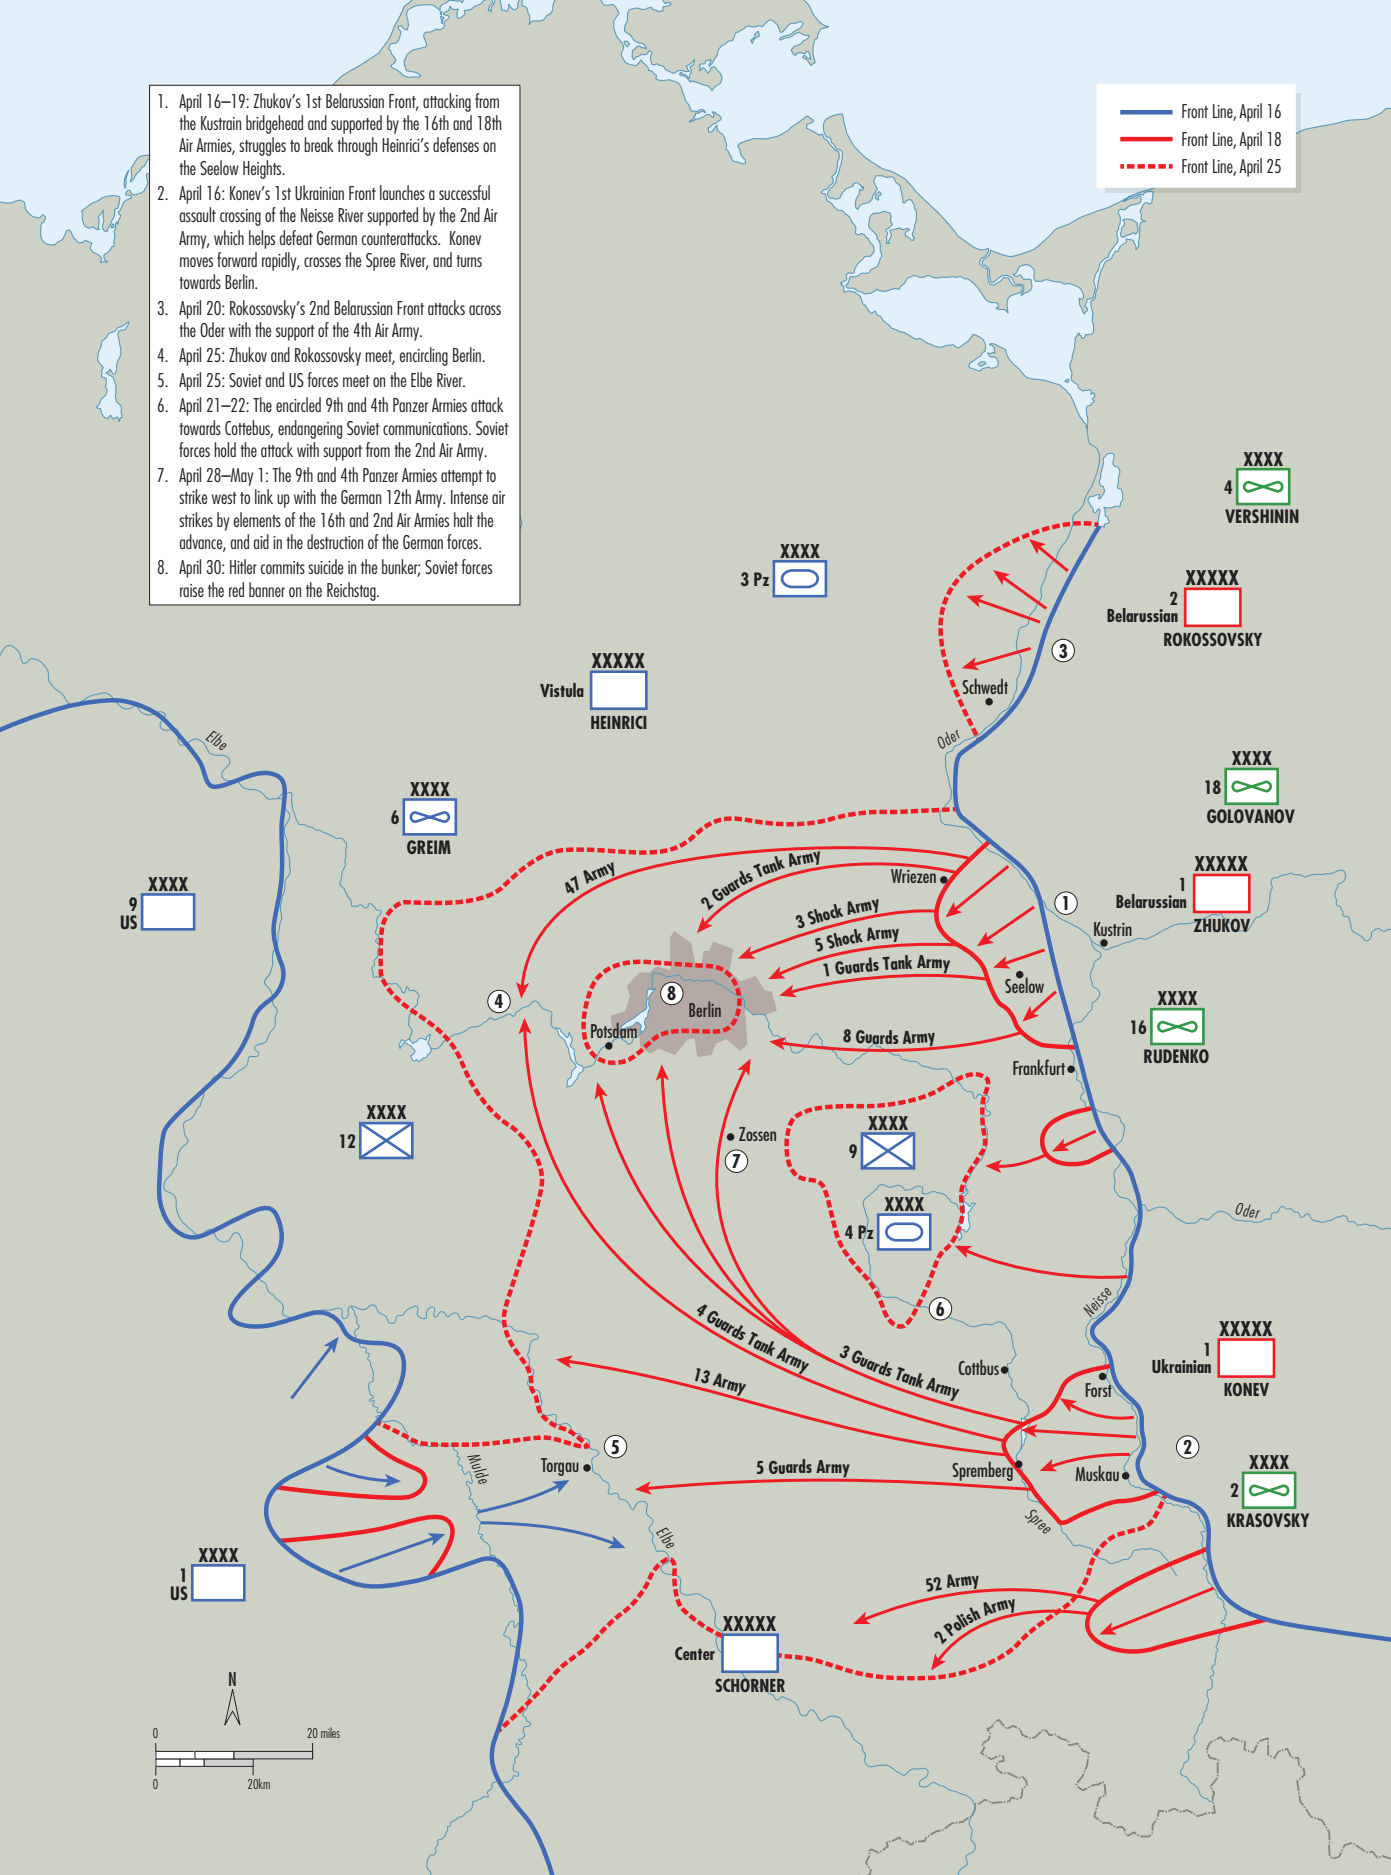 1. April 16–19: Zhukov's 1st Belarussian Front, attacking from
the Kustrain bridgehead and supported by the 16th and 18th
Air Armies, struggles to break through Heinrici's defenses on
the Seelow Heights.
2. April 16: Konev's 1st Ukrainian Front launches a successful
assault crossing of the Neisse River supported by the 2nd Air
Army, which helps defeat German counterattacks. Konev
moves forward rapidly, crosses the Spree River, and turns
towards Berlin.
3. April 20: Rokossovsky's 2nd Belarussian Front attacks across
the Oder with the support of the 4th Air Army.
4. April 25: Zhukov and Rokossovsky meet, encircling Berlin.
5. April 25: Soviet and US forces meet on the Elbe River.
6. April 21–22: The encircled 9th and 4th Panzer Armies attack
towards Cottebus, endangering Soviet communications. Soviet
forces hold the attack with support from the 2nd Air Army.
7. April 28–May 1: The 9th and 4th Panzer Armies attempt to
strike west to link up with the German 12th Army. Intense air
strikes by elements of the 16th and 2nd Air Armies halt the
advance, and aid in the destruction of the German forces.
8. April 30: Hitler commits suicide in the bunker; Soviet forces
raise the red banner on the Reichstag.
Front Line, April 16
Front Line, April 18
Front Line, April 25
XXXX
4
VERSHININ
XXXX
3 Pz
XXXXX
2
Belarussian
ROKOSSOVSKY
3
XXXXX
Vistula
HEINRICI
Schwedt
Oder
Elbe
XXXX
18
GOLOVANOV
XXXX
6
GREIM
47 Army
2 Guards Tank Army
Wriezen
XXXX
9
US
XXXXX
1
Belarussian
ZHUKOV
1
Kustrin
3 Shock Army
5 Shock Army
1 Guards Tank Army
Seelow
4
8
Berlin
Potsdam
8 Guards Army
XXXX
16
RUDENKO
Frankfurt
XXXX
12
Zossen
7
XXXX
9
XXXX
4 Pz
Oder
Neisse
6
4 Guards Tank Army
3 Guards Tank Army
13 Army
Cottbus
Forst
XXXXX
1
Ukrainian
KONEV
5
Torgau
Mulde
5 Guards Army
Spremberg
Muskau
2
XXXX
2
KRASOVSKY
Spree
Elbe
XXXX
1
US
52 Army
2 Polish Army
XXXXX
Center
SCHORNER
N
0 20 miles
0 20km